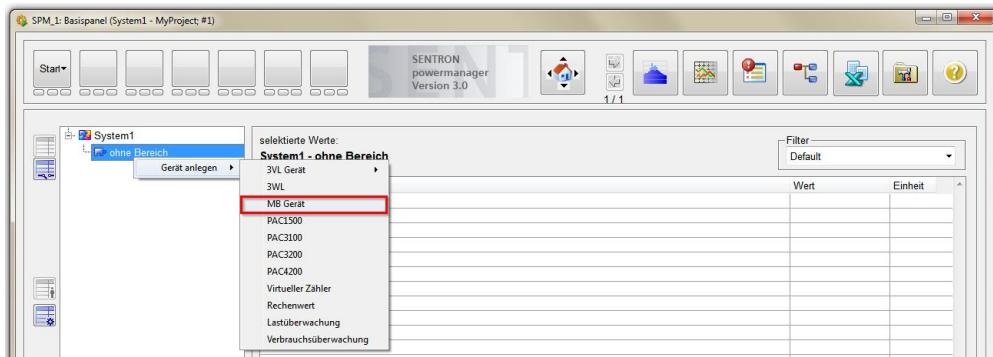 SPM_1: Basispanel (System1 - MyProject; #1)
Start
SENTRON
powermanager
Version 3.0
1 / 1
System1
ohne Bereich
Gerät anlegen
selektierte Werte:
System1 - ohne Bereich
Filter
Default
Wert
Einheit
3VL Gerät
3WL
MB Gerät
PAC1500
PAC3100
PAC3200
PAC4200
Virtueller Zähler
Rechenwert
Lastüberwachung
Verbrauchsüberwachung